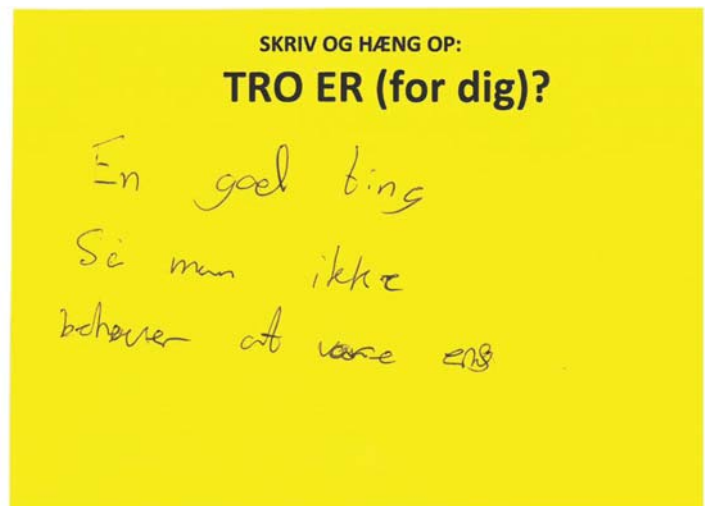 SKRIV OG HÆNG OP:
TRO ER (for dig)?
En god ting
Så man ikke
behøver at være ens